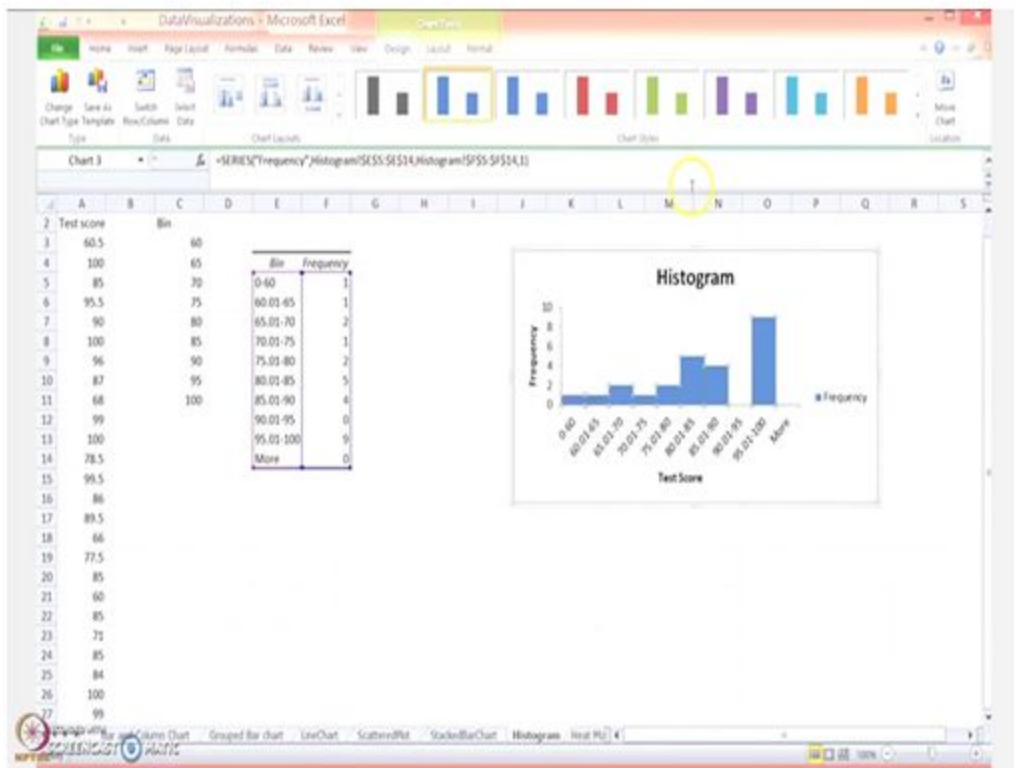 DataVisualizations - Microsoft Excel
File Home Insert Page Layout Formulas Data Review View Design Layout Format
Change Chart Type Save As Template Switch Row/Column Select Data Move Chart
Type Data Chart Layouts Chart Styles Location
Chart 3 fx =SERIES("Frequency",Histogram!$E$5:$E$14,Histogram!$F$5:$F$14,1)
A B C D E F G H I J K L M N O P Q R S
2 Test score Bin
3 60.5 60
4 100 65 Bin Frequency
5 85 70 0-60 1
6 95.5 75 60.01-65 1
7 90 80 65.01-70 2
8 100 85 70.01-75 1
9 96 90 75.01-80 2
10 87 95 80.01-85 5
11 68 100 85.01-90 4
12 99 90.01-95 0
13 100 95.01-100 9
14 78.5 More 0
15 99.5
16 86
17 89.5
18 66
19 77.5
20 85
21 60
22 85
23 71
24 85
25 84
26 100
27 99
Histogram
Frequency
10
8
6
4
2
0
0-60 60.01-65 65.01-70 70.01-75 75.01-80 80.01-85 85.01-90 90.01-95 95.01-100 More
Test Score
Frequency
Bar and Column Chart Grouped Bar chart LineChart ScatteredPlot StackedBarChart Histogram Heat
SCREENCAST MATIC
NPTEL
100%